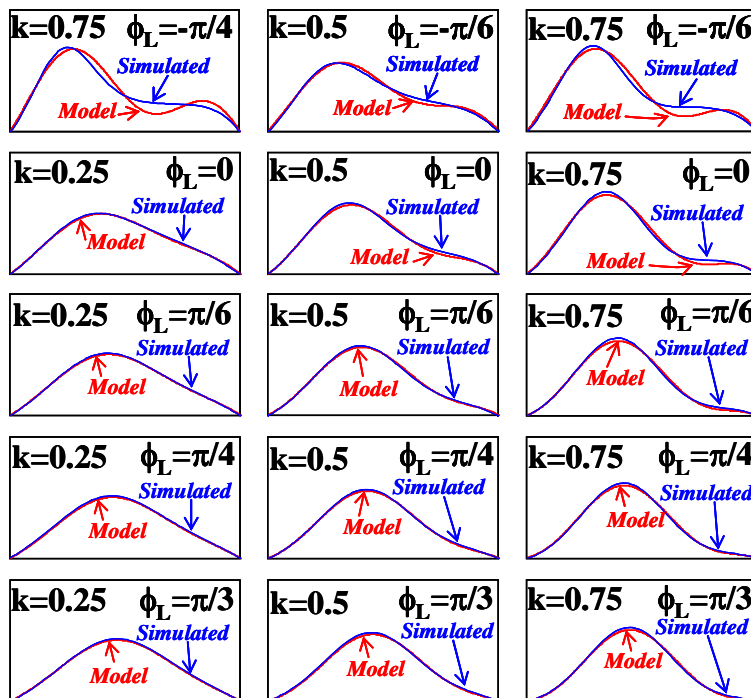 k=0.75 ϕL=-π/4
Simulated
Model
k=0.5 ϕL=-π/6
Simulated
Model
k=0.75 ϕL=-π/6
Simulated
Model
k=0.25 ϕL=0
Simulated
Model
k=0.5 ϕL=0
Simulated
Model
k=0.75 ϕL=0
Simulated
Model
k=0.25 ϕL=π/6
Simulated
Model
k=0.5 ϕL=π/6
Simulated
Model
k=0.75 ϕL=π/6
Simulated
Model
k=0.25 ϕL=π/4
Simulated
Model
k=0.5 ϕL=π/4
Simulated
Model
k=0.75 ϕL=π/4
Simulated
Model
k=0.25 ϕL=π/3
Simulated
Model
k=0.5 ϕL=π/3
Simulated
Model
k=0.75 ϕL=π/3
Simulated
Model